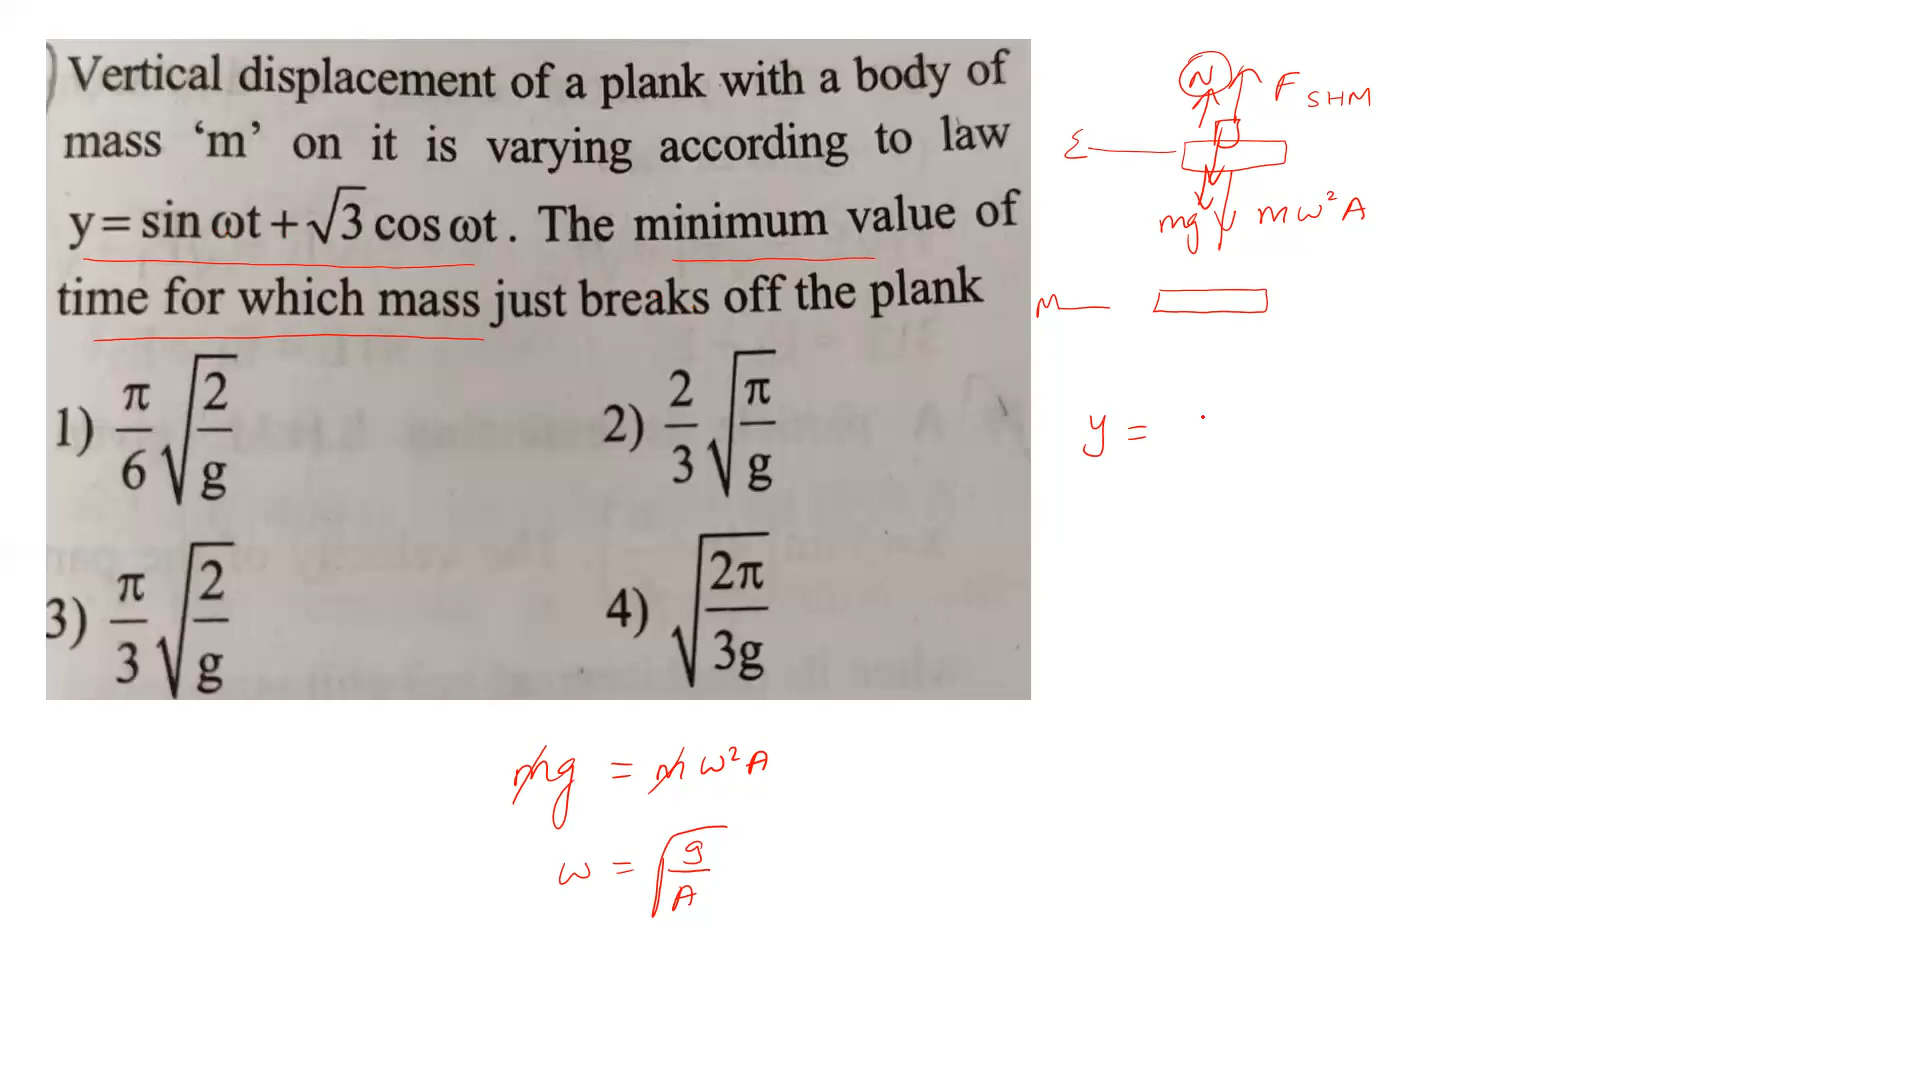 Vertical displacement of a plank with a body of
mass ‘m’ on it is varying according to law
y = sin ωt + √3 cos ωt . The minimum value of
time for which mass just breaks off the plank
1) π/6 √(2/g)
2) 2/3 √(π/g)
3) π/3 √(2/g)
4) √(2π/3g)
N
F SHM
mg
mω²A
M
y =
mg = mω²A
ω = √(g/A)